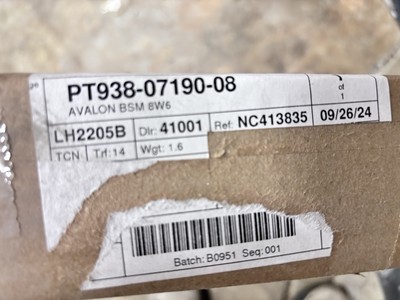 ge
PT938-07190-08
AVALON BSM 8W6
of
1
LH2205B Dlr: 41001 Ref: NC413835 09/26/24
TCN Trf: 14 Wgt: 1.6
Batch: B0951 Seq: 001